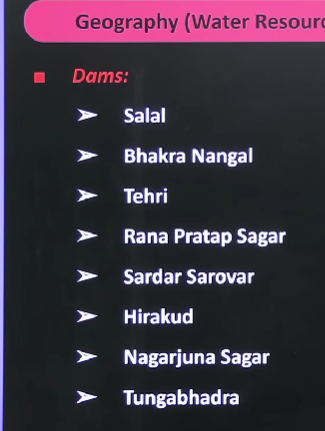 Geography (Water Resourc
Dams:
Salal
Bhakra Nangal
Tehri
Rana Pratap Sagar
Sardar Sarovar
Hirakud
Nagarjuna Sagar
Tungabhadra